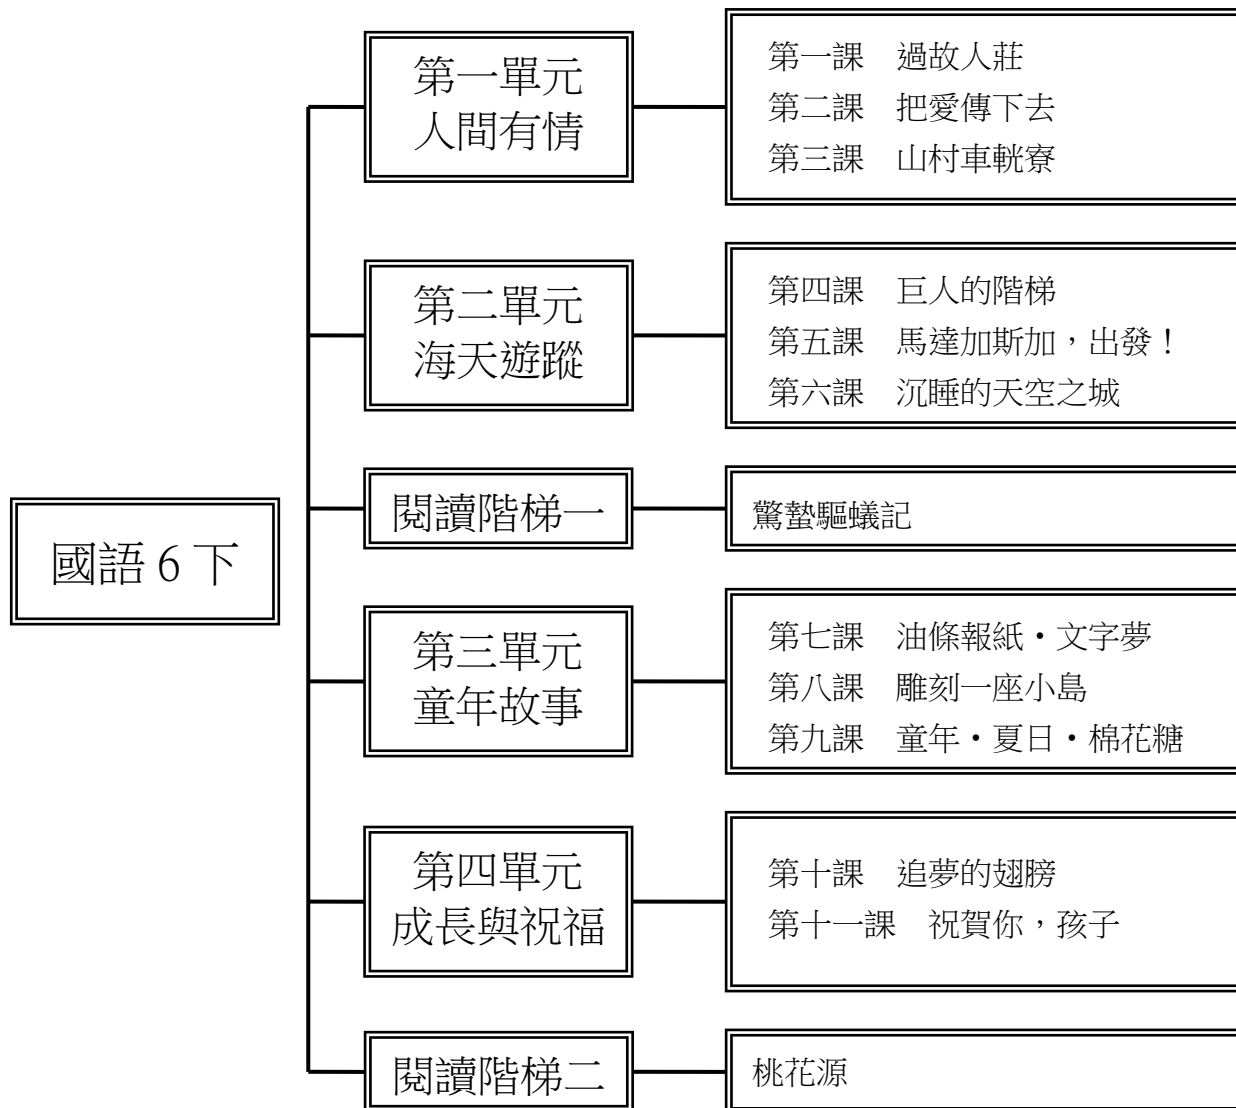 國語6下
第一單元
人間有情
第一課　過故人莊
第二課　把愛傳下去
第三課　山村車輄寮
第二單元
海天遊蹤
第四課　巨人的階梯
第五課　馬達加斯加，出發！
第六課　沉睡的天空之城
閱讀階梯一
驚蟄驅蟻記
第三單元
童年故事
第七課　油條報紙・文字夢
第八課　雕刻一座小島
第九課　童年・夏日・棉花糖
第四單元
成長與祝福
第十課　追夢的翅膀
第十一課　祝賀你，孩子
閱讀階梯二
桃花源